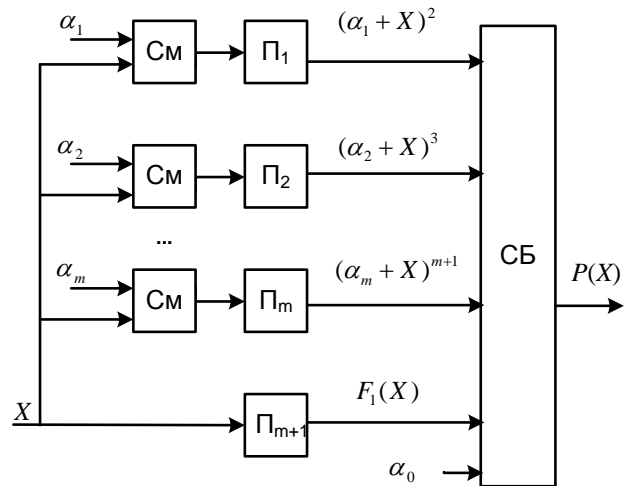 α₁ См П₁ (α₁ + X)²
α₂ См П₂ (α₂ + X)³
...
αₘ См Пₘ (αₘ + X)ᵐ⁺¹
СБ P(X)
X Пₘ₊₁ F₁(X)
α₀